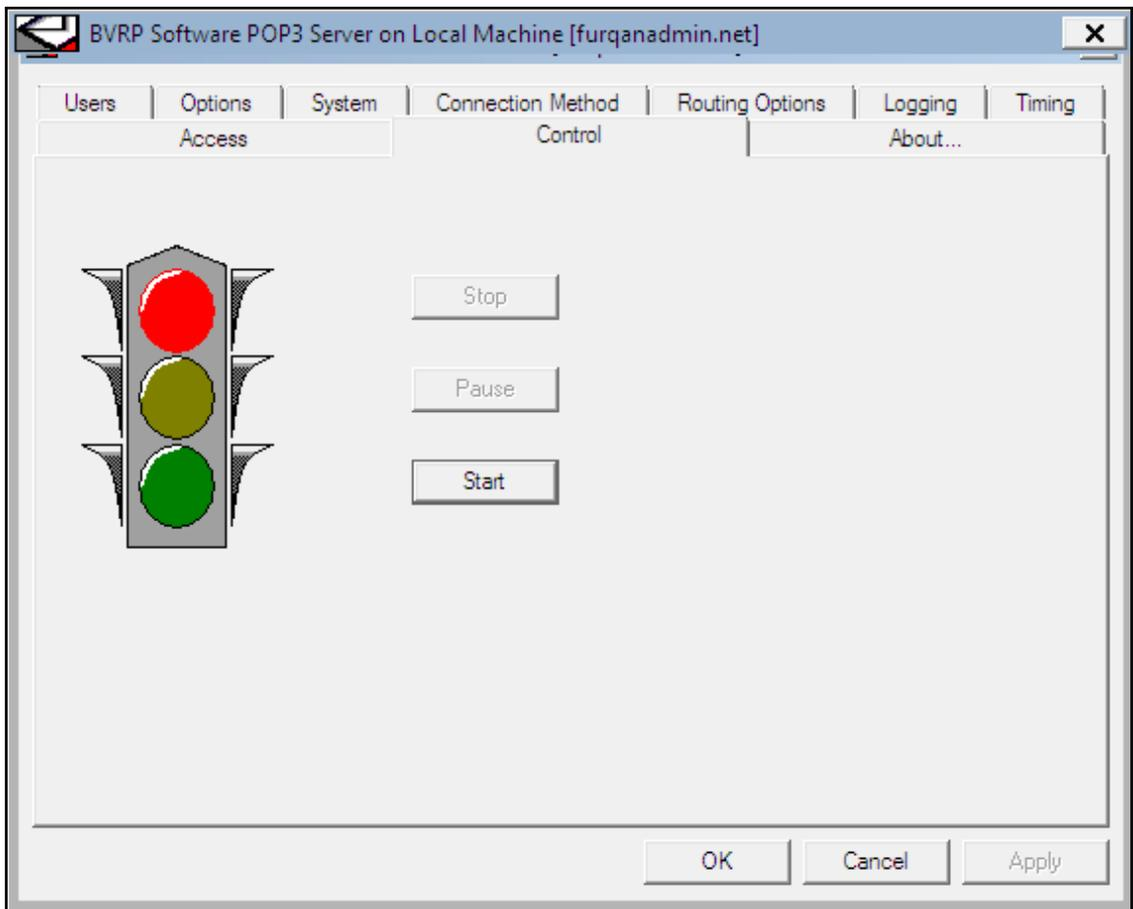 BVRP Software POP3 Server on Local Machine [furqanadmin.net]
Users Options System Connection Method Routing Options Logging Timing
Access Control About...
Stop
Pause
Start
OK Cancel Apply